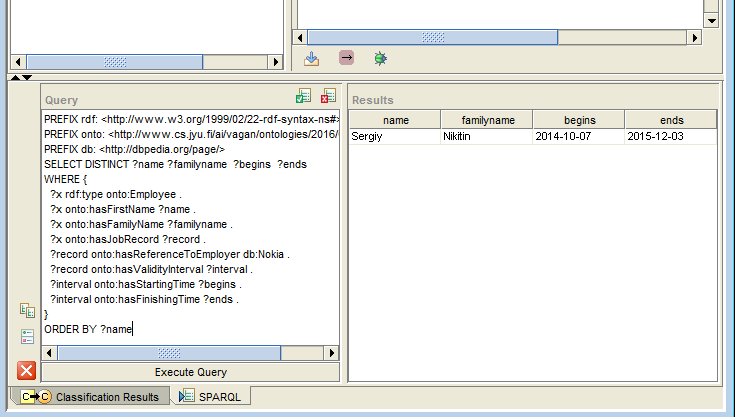 Query
PREFIX rdf: <http://www.w3.org/1999/02/22-rdf-syntax-ns#>
PREFIX onto: <http://www.cs.jyu.fi/ai/vagan/ontologies/2016/
PREFIX db: <http://dbpedia.org/page/>
SELECT DISTINCT ?name ?familyname ?begins ?ends
WHERE {
?x rdf:type onto:Employee .
?x onto:hasFirstName ?name .
?x onto:hasFamilyName ?familyname .
?x onto:hasJobRecord ?record .
?record onto:hasReferenceToEmployer db:Nokia .
?record onto:hasValidityInterval ?interval .
?interval onto:hasStartingTime ?begins .
?interval onto:hasFinishingTime ?ends .
}
ORDER BY ?name
Execute Query
Results
name familyname begins ends
Sergiy Nikitin 2014-10-07 2015-12-03
C C Classification Results SPARQL